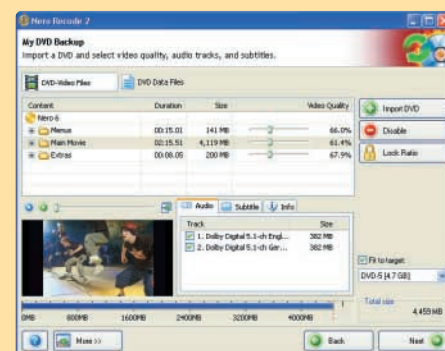 Nero Recode 2
My DVD Backup
Import a DVD and select video quality, audio tracks, and subtitles.
DVD-Video Files DVD Data Files
Content Duration Size Video Quality
Nero 6
Menus 00:15.01 141 MB 66.0%
Main Movie 02:15.51 4,119 MB 61.4%
Extras 00:08.05 200 MB 67.9%
Import DVD
Disable
Lock Ratio
Audio Subtitle Info
Track Size
1. Dolby Digital 5.1-ch Engl... 382 MB
2. Dolby Digital 5.1-ch Ger... 382 MB
Fit to target
DVD-5 [4.7 GB]
Total size
4,459 MB
0MB 800MB 1600MB 2400MB 3200MB 4000MB
More >> Back Next